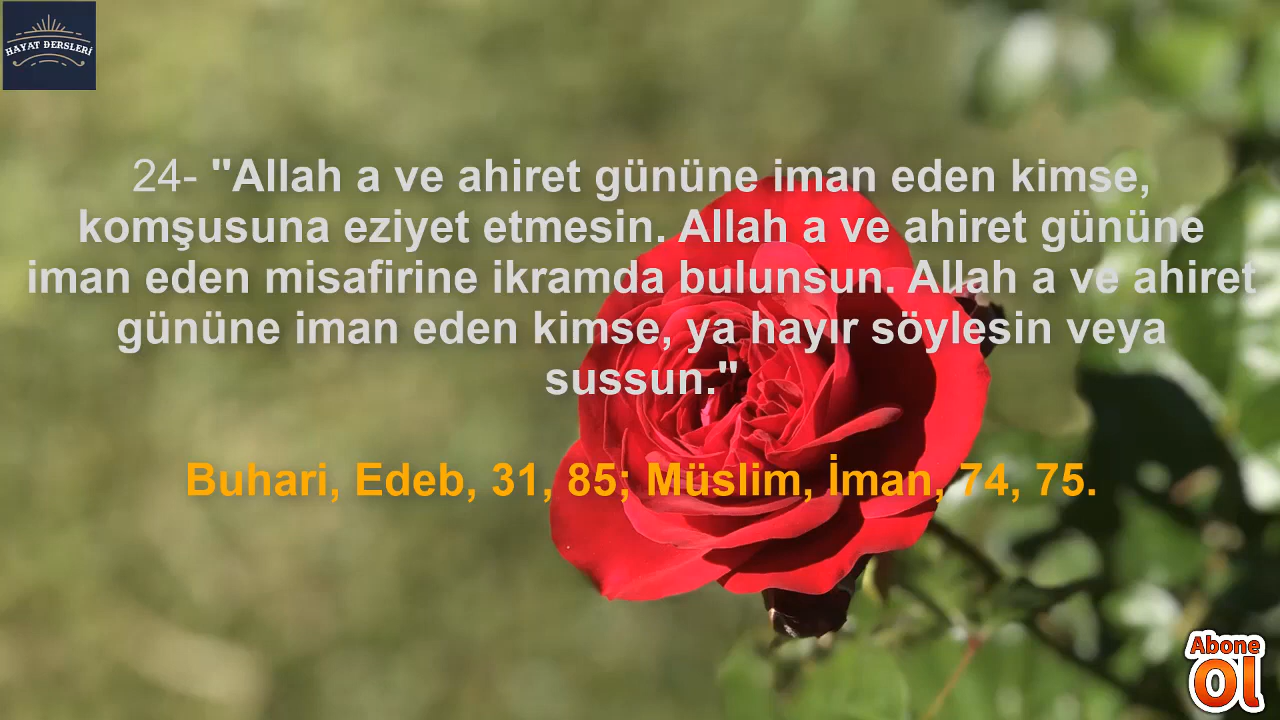 HAYAT DERSLERİ
24- "Allah a ve ahiret gününe iman eden kimse,
komşusuna eziyet etmesin. Allah a ve ahiret gününe
iman eden misafirine ikramda bulunsun. Allah a ve ahiret
gününe iman eden kimse, ya hayır söylesin veya
sussun."
Buhari, Edeb, 31, 85; Müslim, İman, 74, 75.
Abone
Ol